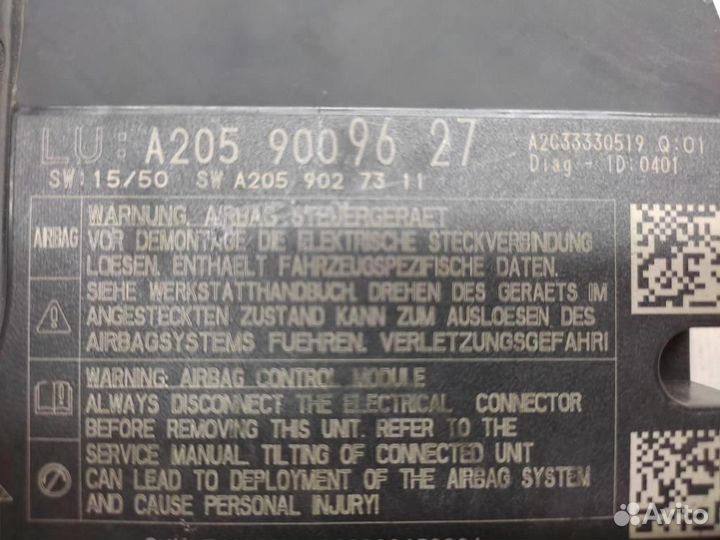 LU: A205 900 96 27
A2C33330519 Q:01
SW:15/50 SW A205 902 73 11
Diag - ID:0401
AIRBAG
WARNUNG, AIRBAG STEUERGERAET
VOR DEMONTAGE DIE ELEKTRISCHE STECKVERBINDUNG
LOESEN. ENTHAELT FAHRZEUGSPEZIFISCHE DATEN.
SIEHE WERKSTATTHANDBUCH. DREHEN DES GERAETS IM
ANGESTECKTEN ZUSTAND KANN ZUM AUSLOESEN DES
AIRBAGSYSTEMS FUEHREN. VERLETZUNGSGEFAHR!
WARNING: AIRBAG CONTROL MODULE
ALWAYS DISCONNECT THE ELECTRICAL CONNECTOR
BEFORE REMOVING THIS UNIT. REFER TO THE
SERVICE MANUAL. TILTING OF CONNECTED UNIT
CAN LEAD TO DEPLOYMENT OF THE AIRBAG SYSTEM
AND CAUSE PERSONAL INJURY!
Avito